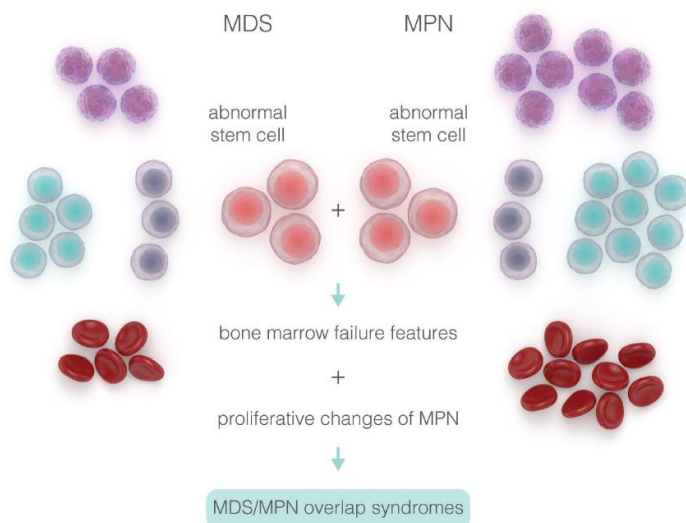 MDS
MPN
abnormal
stem cell
abnormal
stem cell
+
bone marrow failure features
+
proliferative changes of MPN
MDS/MPN overlap syndromes